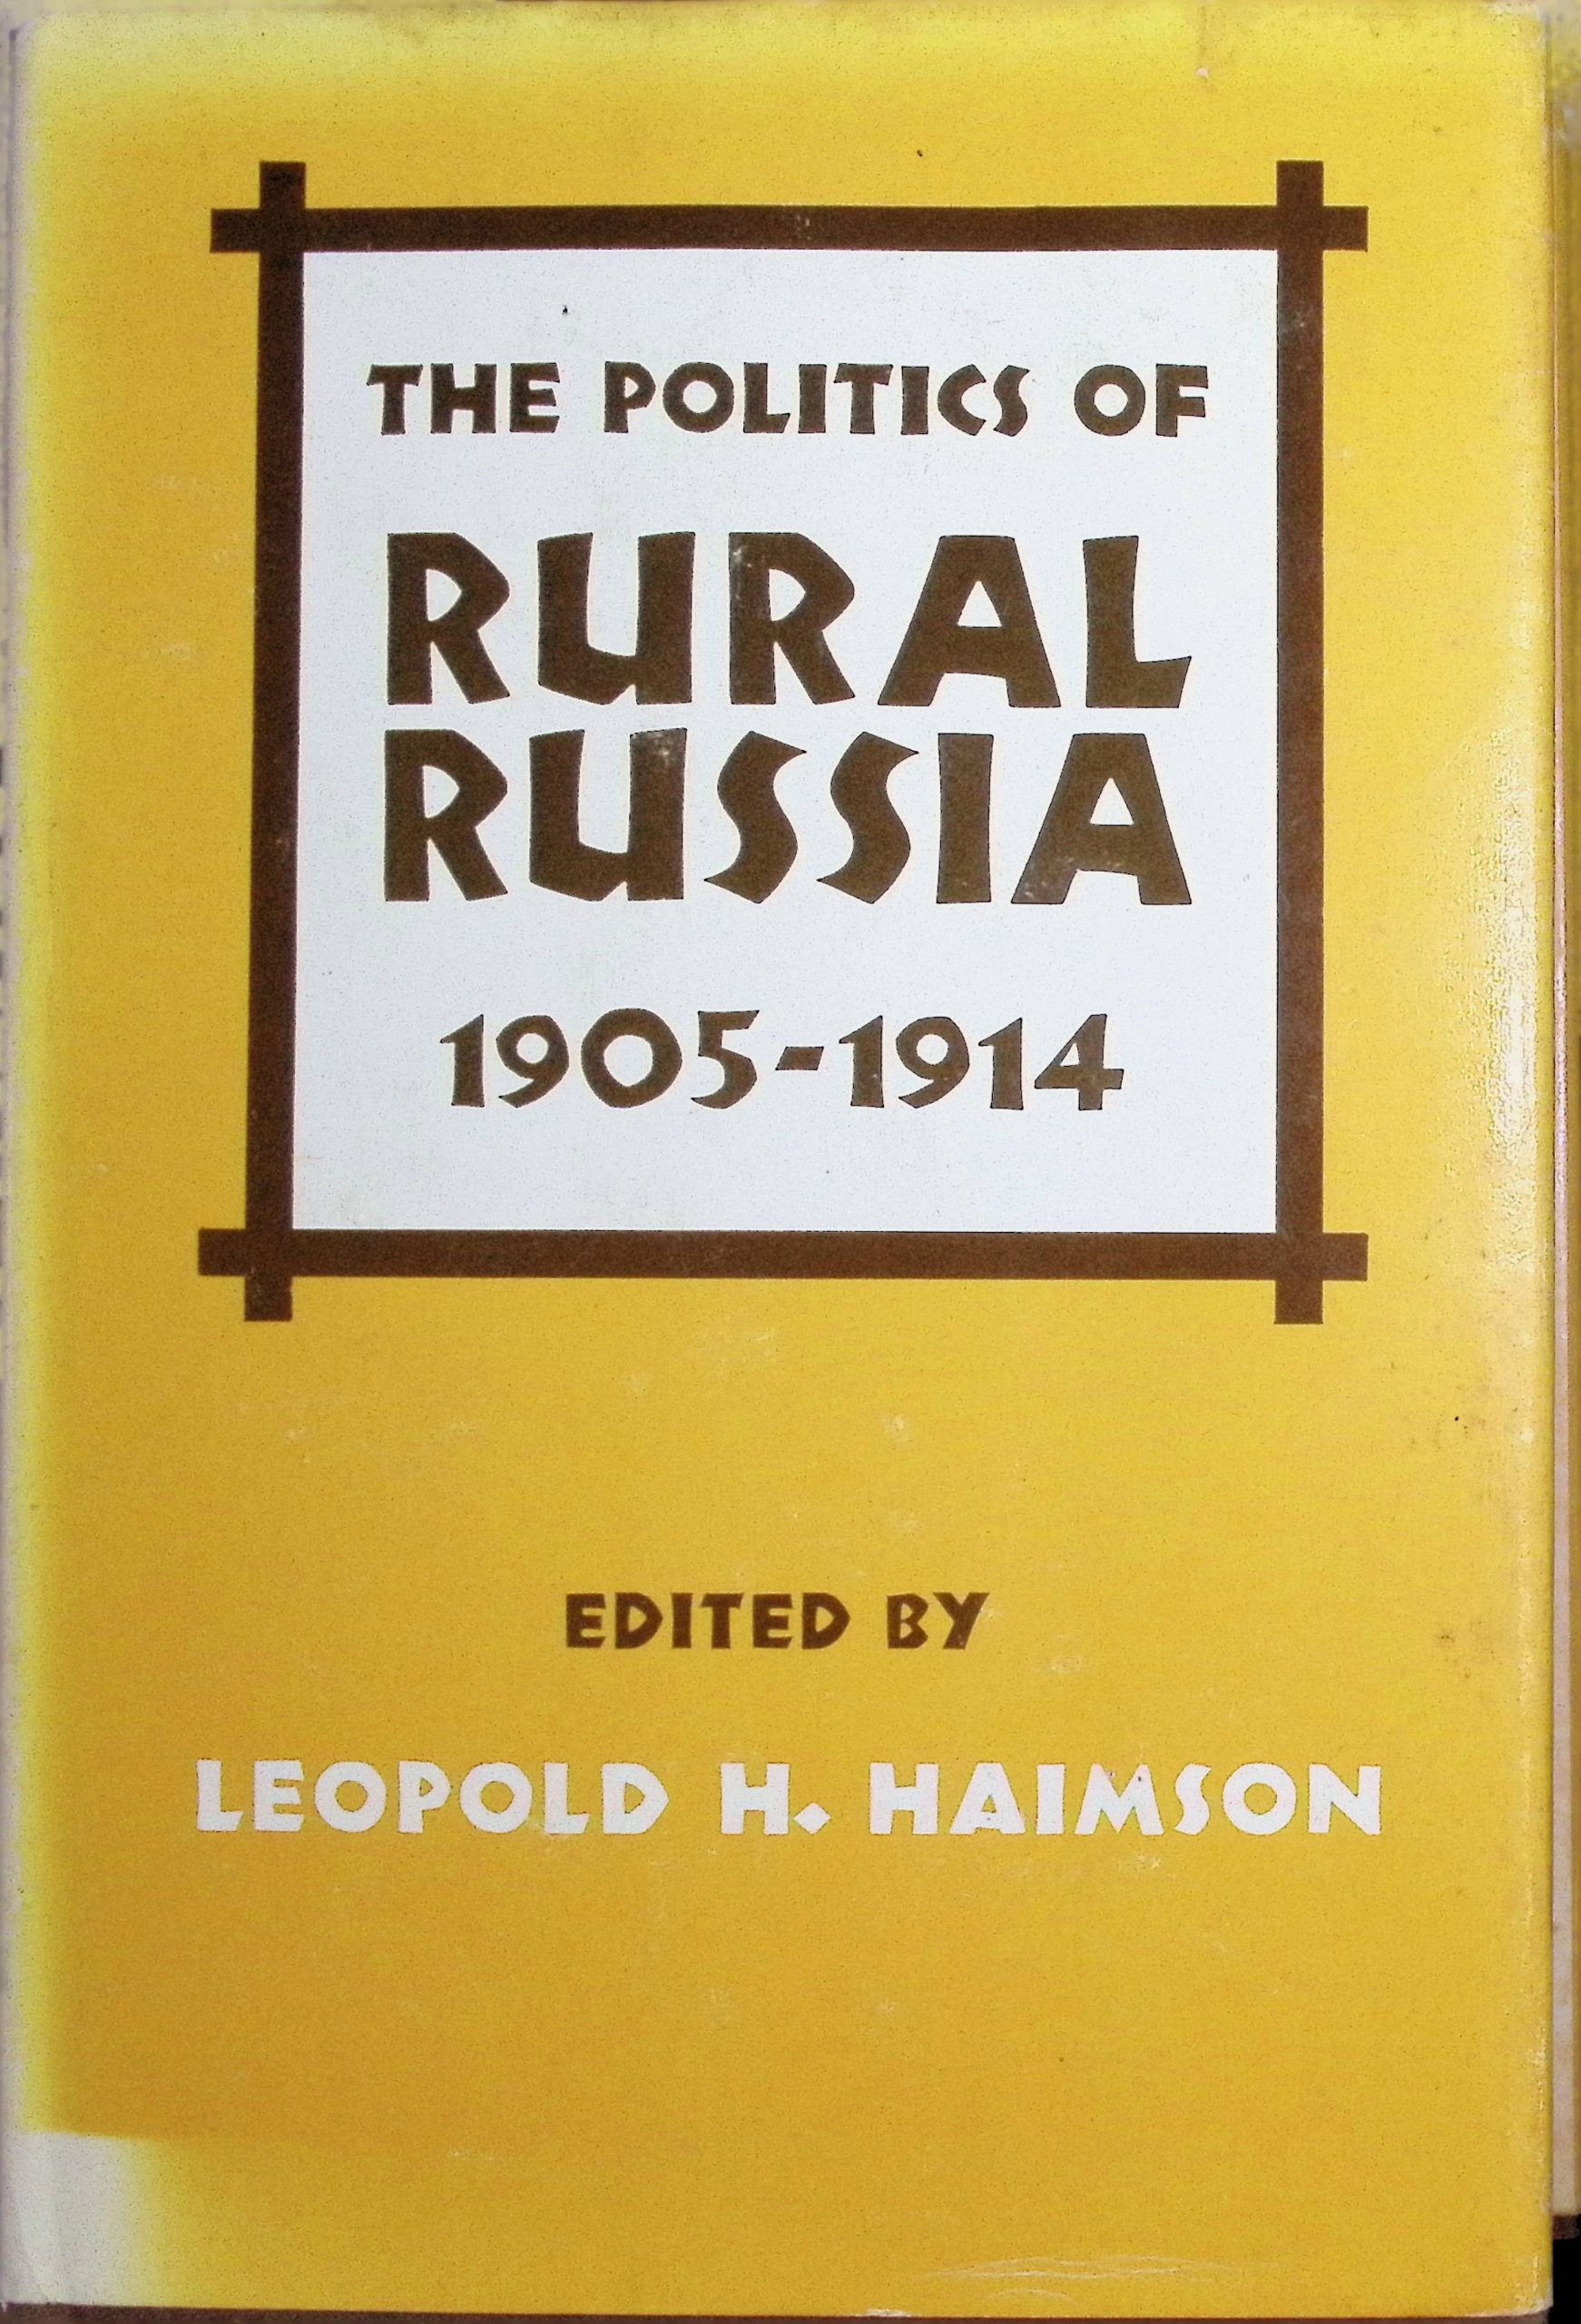 THE POLITICS OF
RURAL
RUSSIA
1905-1914
EDITED BY
LEOPOLD H. HAIMSON